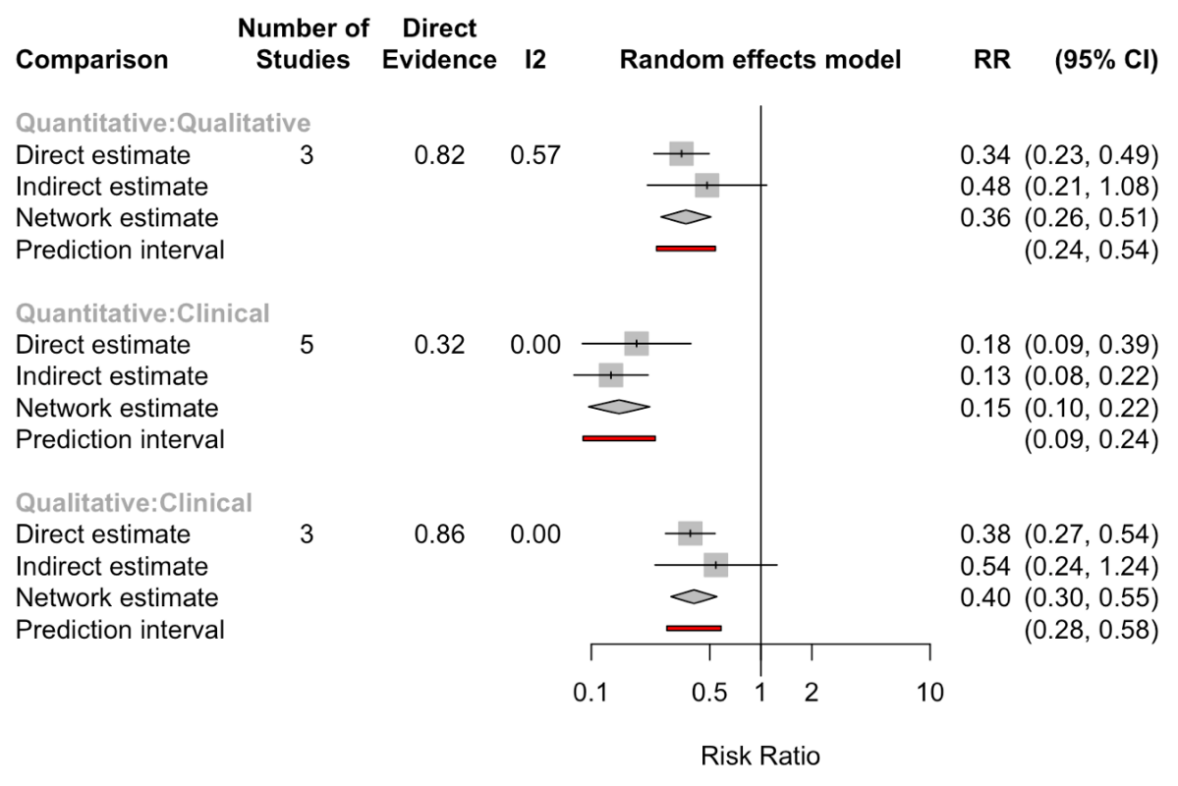 Number of Direct
Comparison Studies Evidence I2 Random effects model RR (95% CI)
Quantitative:Qualitative
Direct estimate 3 0.82 0.57 0.34 (0.23, 0.49)
Indirect estimate 0.48 (0.21, 1.08)
Network estimate 0.36 (0.26, 0.51)
Prediction interval (0.24, 0.54)
Quantitative:Clinical
Direct estimate 5 0.32 0.00 0.18 (0.09, 0.39)
Indirect estimate 0.13 (0.08, 0.22)
Network estimate 0.15 (0.10, 0.22)
Prediction interval (0.09, 0.24)
Qualitative:Clinical
Direct estimate 3 0.86 0.00 0.38 (0.27, 0.54)
Indirect estimate 0.54 (0.24, 1.24)
Network estimate 0.40 (0.30, 0.55)
Prediction interval (0.28, 0.58)
0.1 0.5 1 2 10
Risk Ratio